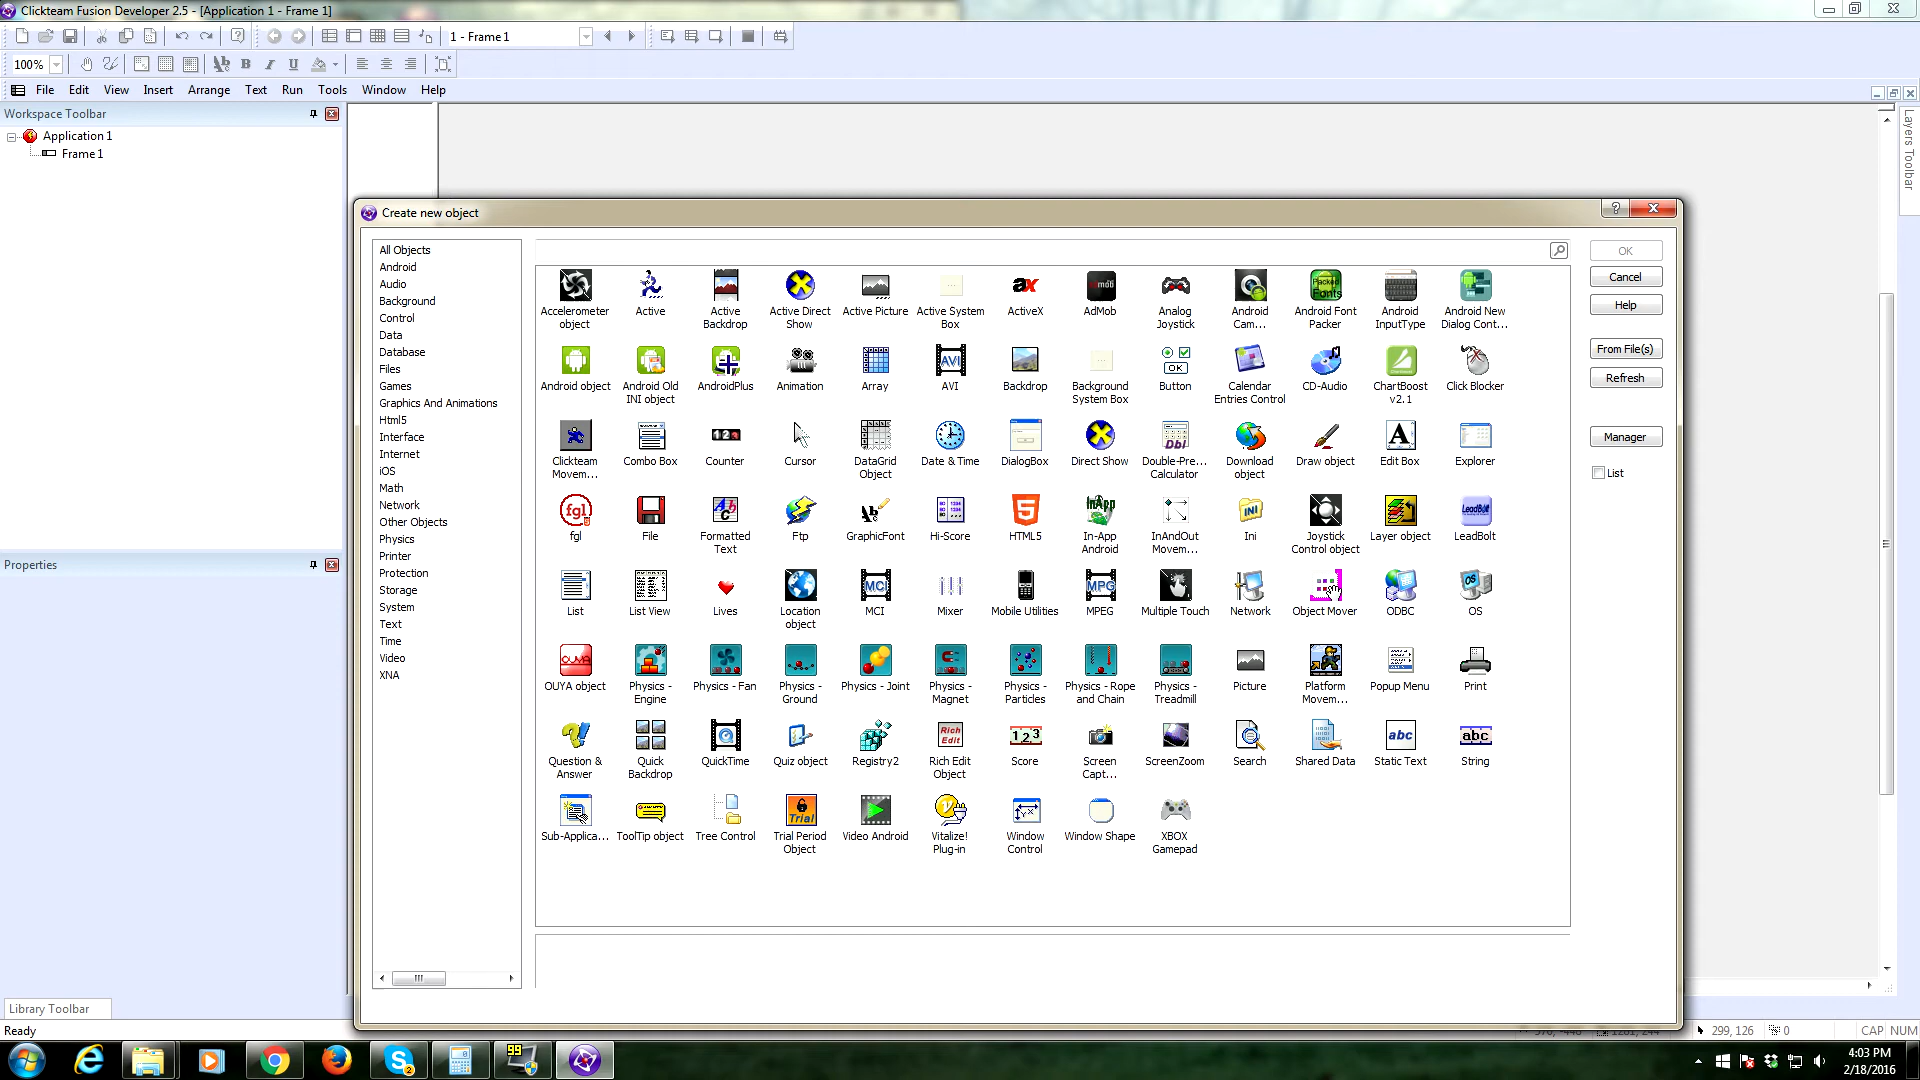 Clickteam Fusion Developer 2.5 - [Application 1 - Frame 1]
1 - Frame 1
100%
File Edit View Insert Arrange Text Run Tools Window Help
Workspace Toolbar
Application 1
Frame 1
Layers Toolbar
Properties
Library Toolbar
Ready
Create new object
All Objects
Android
Audio
Background
Control
Data
Database
Files
Games
Graphics And Animations
Html5
Interface
Internet
iOS
Math
Network
Other Objects
Physics
Printer
Protection
Storage
System
Text
Time
Video
XNA
Accelerometer object
Active
Active Backdrop
Active Direct Show
Active Picture
Active System Box
ActiveX
AdMob
Analog Joystick
Android Cam...
Android Font Packer
Android InputType
Android New Dialog Cont...
Android object
Android Old INI object
AndroidPlus
Animation
Array
AVI
Backdrop
Background System Box
Button
Calendar Entries Control
CD-Audio
ChartBoost v2.1
Click Blocker
Clickteam Movem...
Combo Box
Counter
Cursor
DataGrid Object
Date & Time
DialogBox
Direct Show
Double-Pre... Calculator
Download object
Draw object
Edit Box
Explorer
fgl
File
Formatted Text
Ftp
GraphicFont
Hi-Score
HTML5
In-App Android
InAndOut Movem...
Ini
Joystick Control object
Layer object
LeadBolt
List
List View
Lives
Location object
MCI
Mixer
Mobile Utilities
MPEG
Multiple Touch
Network
Object Mover
ODBC
OS
OUYA object
Physics - Engine
Physics - Fan
Physics - Ground
Physics - Joint
Physics - Magnet
Physics - Particles
Physics - Rope and Chain
Physics - Treadmill
Picture
Platform Movem...
Popup Menu
Print
Question & Answer
Quick Backdrop
QuickTime
Quiz object
Registry2
Rich Edit Object
Score
Screen Capt...
ScreenZoom
Search
Shared Data
Static Text
String
Sub-Applica...
ToolTip object
Tree Control
Trial Period Object
Video Android
Vitalize! Plug-in
Window Control
Window Shape
XBOX Gamepad
OK
Cancel
Help
From File(s)
Refresh
Manager
List
299, 126
0
CAP NUM
99
4:03 PM
2/18/2016